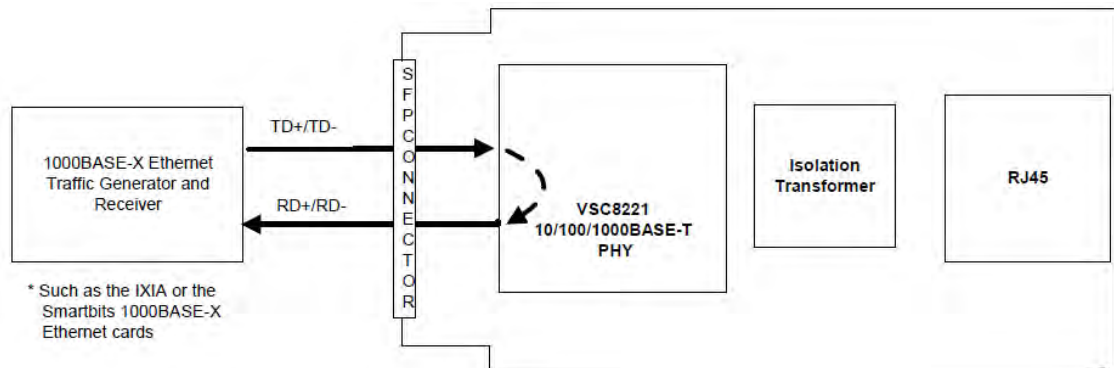 1000BASE-X Ethernet
Traffic Generator and
Receiver
* Such as the IXIA or the
Smartbits 1000BASE-X
Ethernet cards
TD+/TD-
RD+/RD-
SFPCONNECTOR
VSC8221
10/100/1000BASE-T
PHY
Isolation
Transformer
RJ45